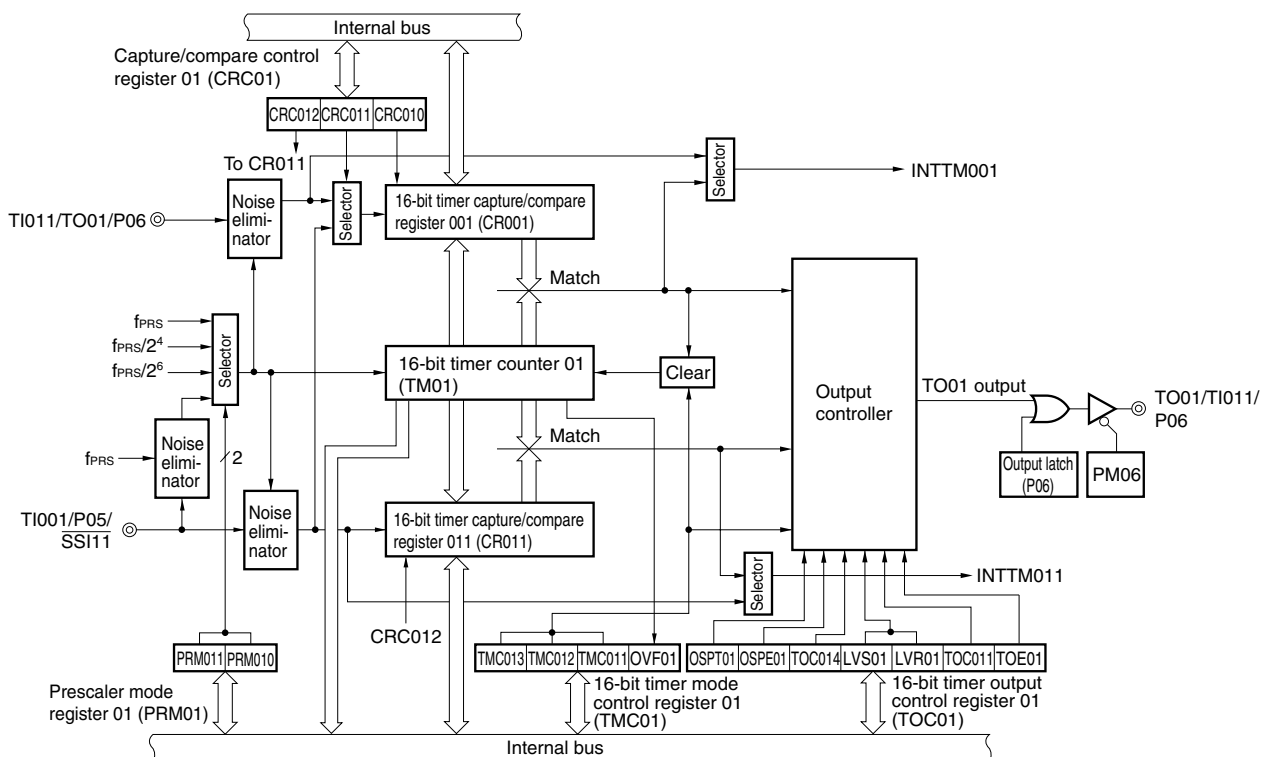 Internal bus
Capture/compare control
register 01 (CRC01)
CRC012 CRC011 CRC010
To CR011
Selector
INTTM001
Noise
elimi-
nator
Selector
16-bit timer capture/compare
register 001 (CR001)
TI011/TO01/P06
Match
fPRS
fPRS/2⁴
fPRS/2⁶
Selector
16-bit timer counter 01
(TM01)
Clear
Output
controller
TO01 output
TO01/TI011/
P06
Match
Noise
elimi-
nator
2
fPRS
Output latch
(P06)
PM06
TI001/P05/
SSI11
Noise
elimi-
nator
16-bit timer capture/compare
register 011 (CR011)
Selector
INTTM011
CRC012
PRM011 PRM010
TMC013 TMC012 TMC011 OVF01
OSPT01 OSPE01 TOC014 LVS01 LVR01 TOC011 TOE01
Prescaler mode
register 01 (PRM01)
16-bit timer mode
control register 01
(TMC01)
16-bit timer output
control register 01
(TOC01)
Internal bus